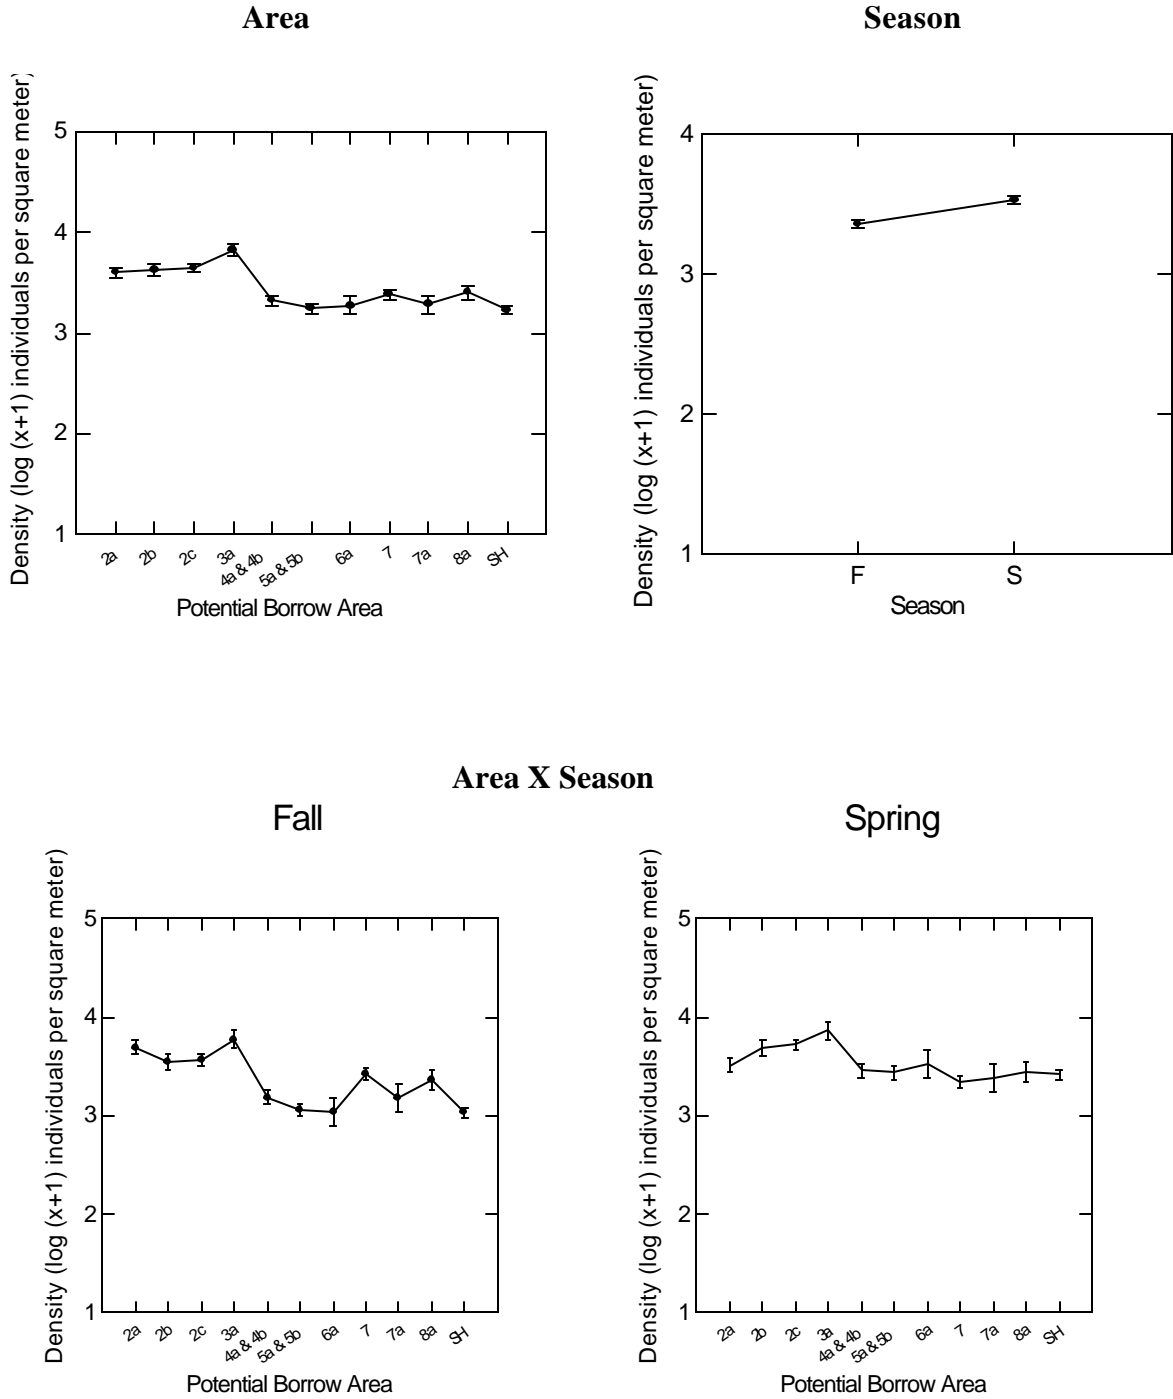 Area
Density (log (x+1) individuals per square meter)
5
4
3
2
1
2a 2b 2c 3a 4a & 4b 5a & 5b 6a 7 7a 8a SH
Potential Borrow Area
Season
Density (log (x+1) individuals per square meter)
4
3
2
1
F S
Season
Area X Season
Fall
Density (log (x+1) individuals per square meter)
5
4
3
2
1
2a 2b 2c 3a 4a & 4b 5a & 5b 6a 7 7a 8a SH
Potential Borrow Area
Spring
Density (log (x+1) individuals per square meter)
5
4
3
2
1
2a 2b 2c 3a 4a & 4b 5a & 5b 6a 7 7a 8a SH
Potential Borrow Area